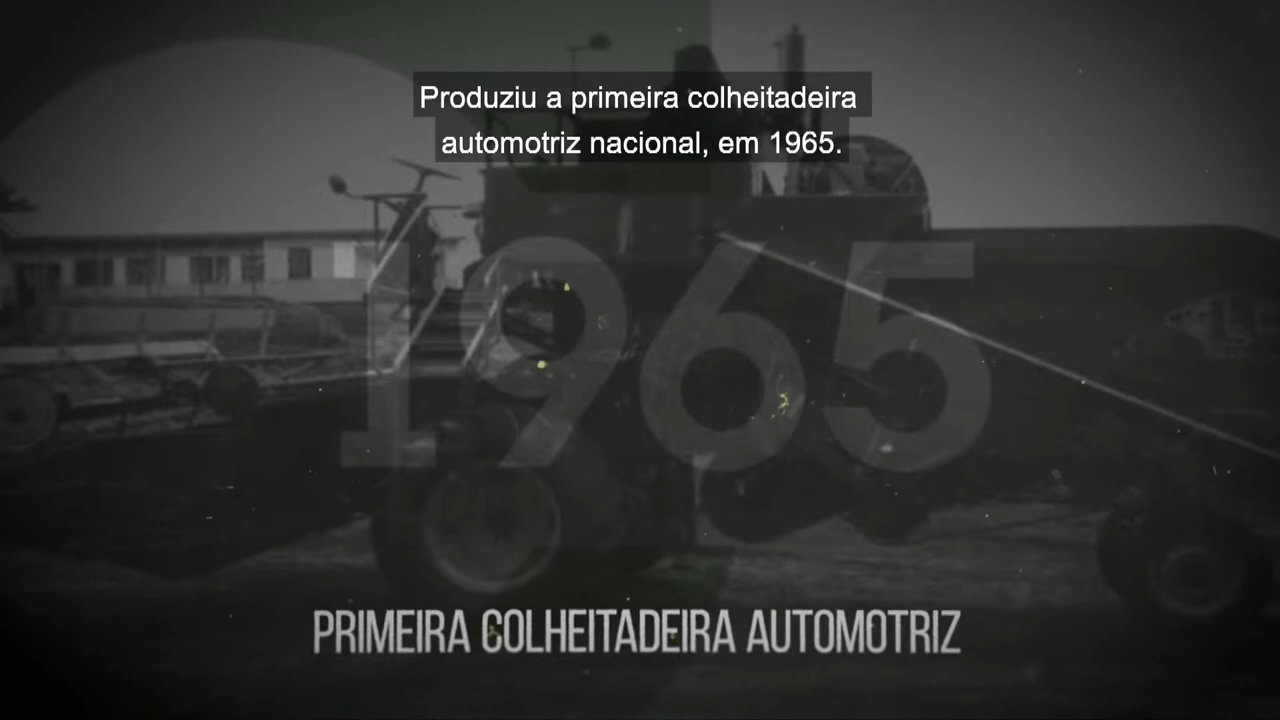 Produziu a primeira colheitadeira
automotriz nacional, em 1965.
1965
PRIMEIRA COLHEITADEIRA AUTOMOTRIZ